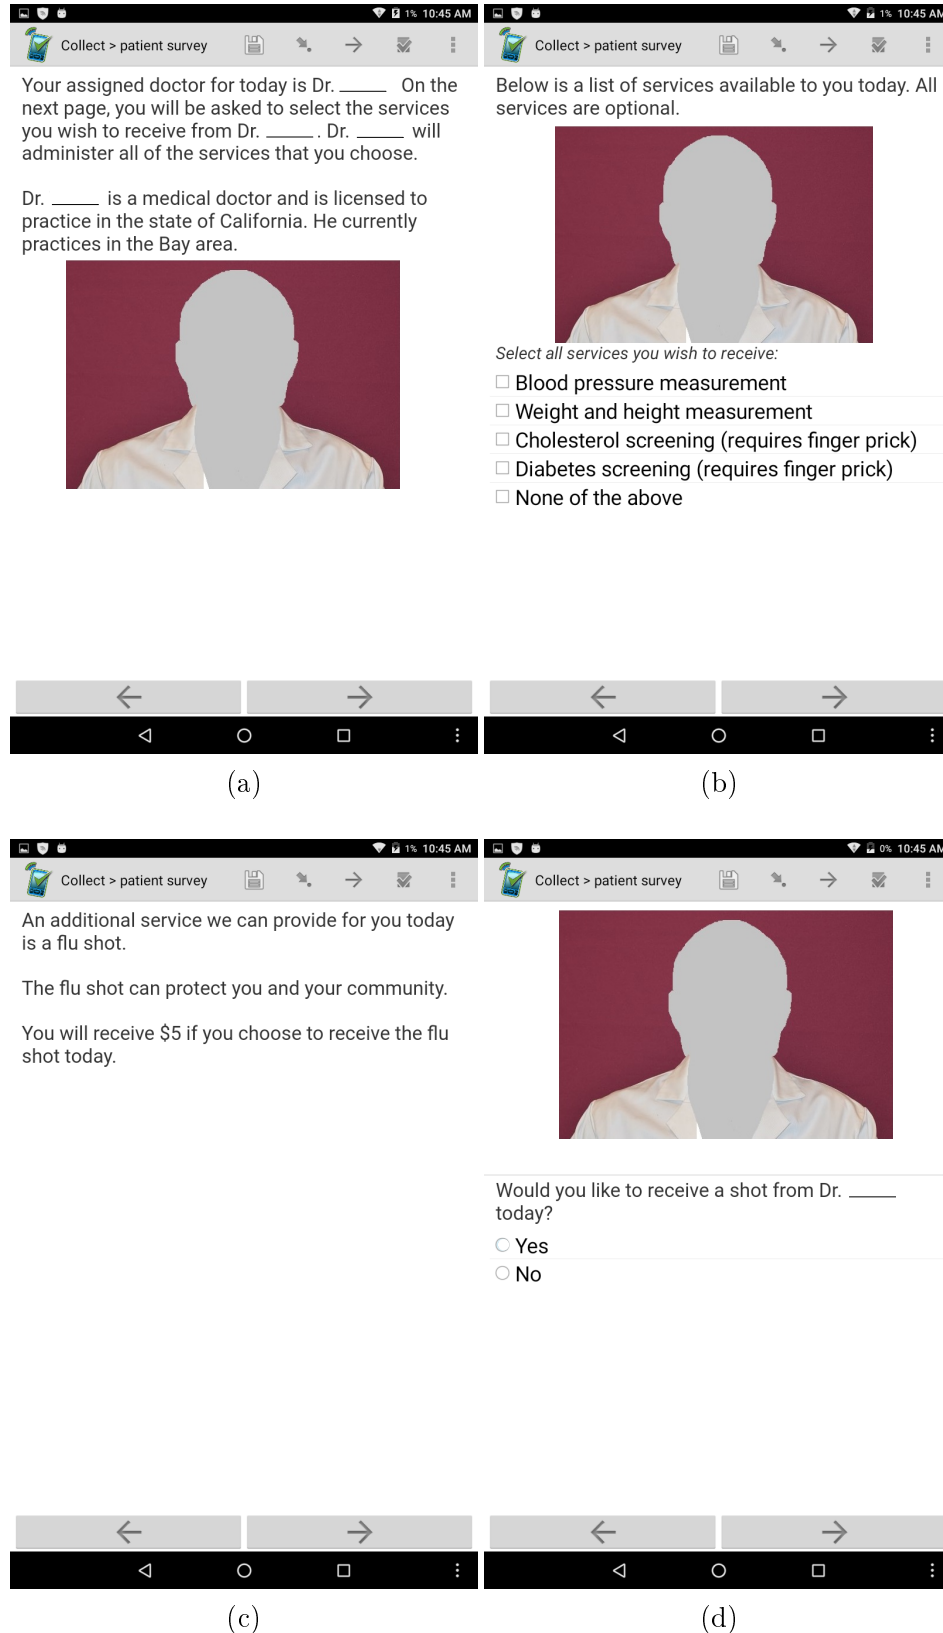 1% 10:45 AM
Collect > patient survey
Your assigned doctor for today is Dr. _____ On the
next page, you will be asked to select the services
you wish to receive from Dr. _____. Dr. _____ will
administer all of the services that you choose.
Dr. _____ is a medical doctor and is licensed to
practice in the state of California. He currently
practices in the Bay area.
(a)
1% 10:45 AM
Collect > patient survey
Below is a list of services available to you today. All
services are optional.
Select all services you wish to receive:
Blood pressure measurement
Weight and height measurement
Cholesterol screening (requires finger prick)
Diabetes screening (requires finger prick)
None of the above
(b)
1% 10:45 AM
Collect > patient survey
An additional service we can provide for you today
is a flu shot.
The flu shot can protect you and your community.
You will receive $5 if you choose to receive the flu
shot today.
(c)
0% 10:45 AM
Collect > patient survey
Would you like to receive a shot from Dr. _____
today?
Yes
No
(d)